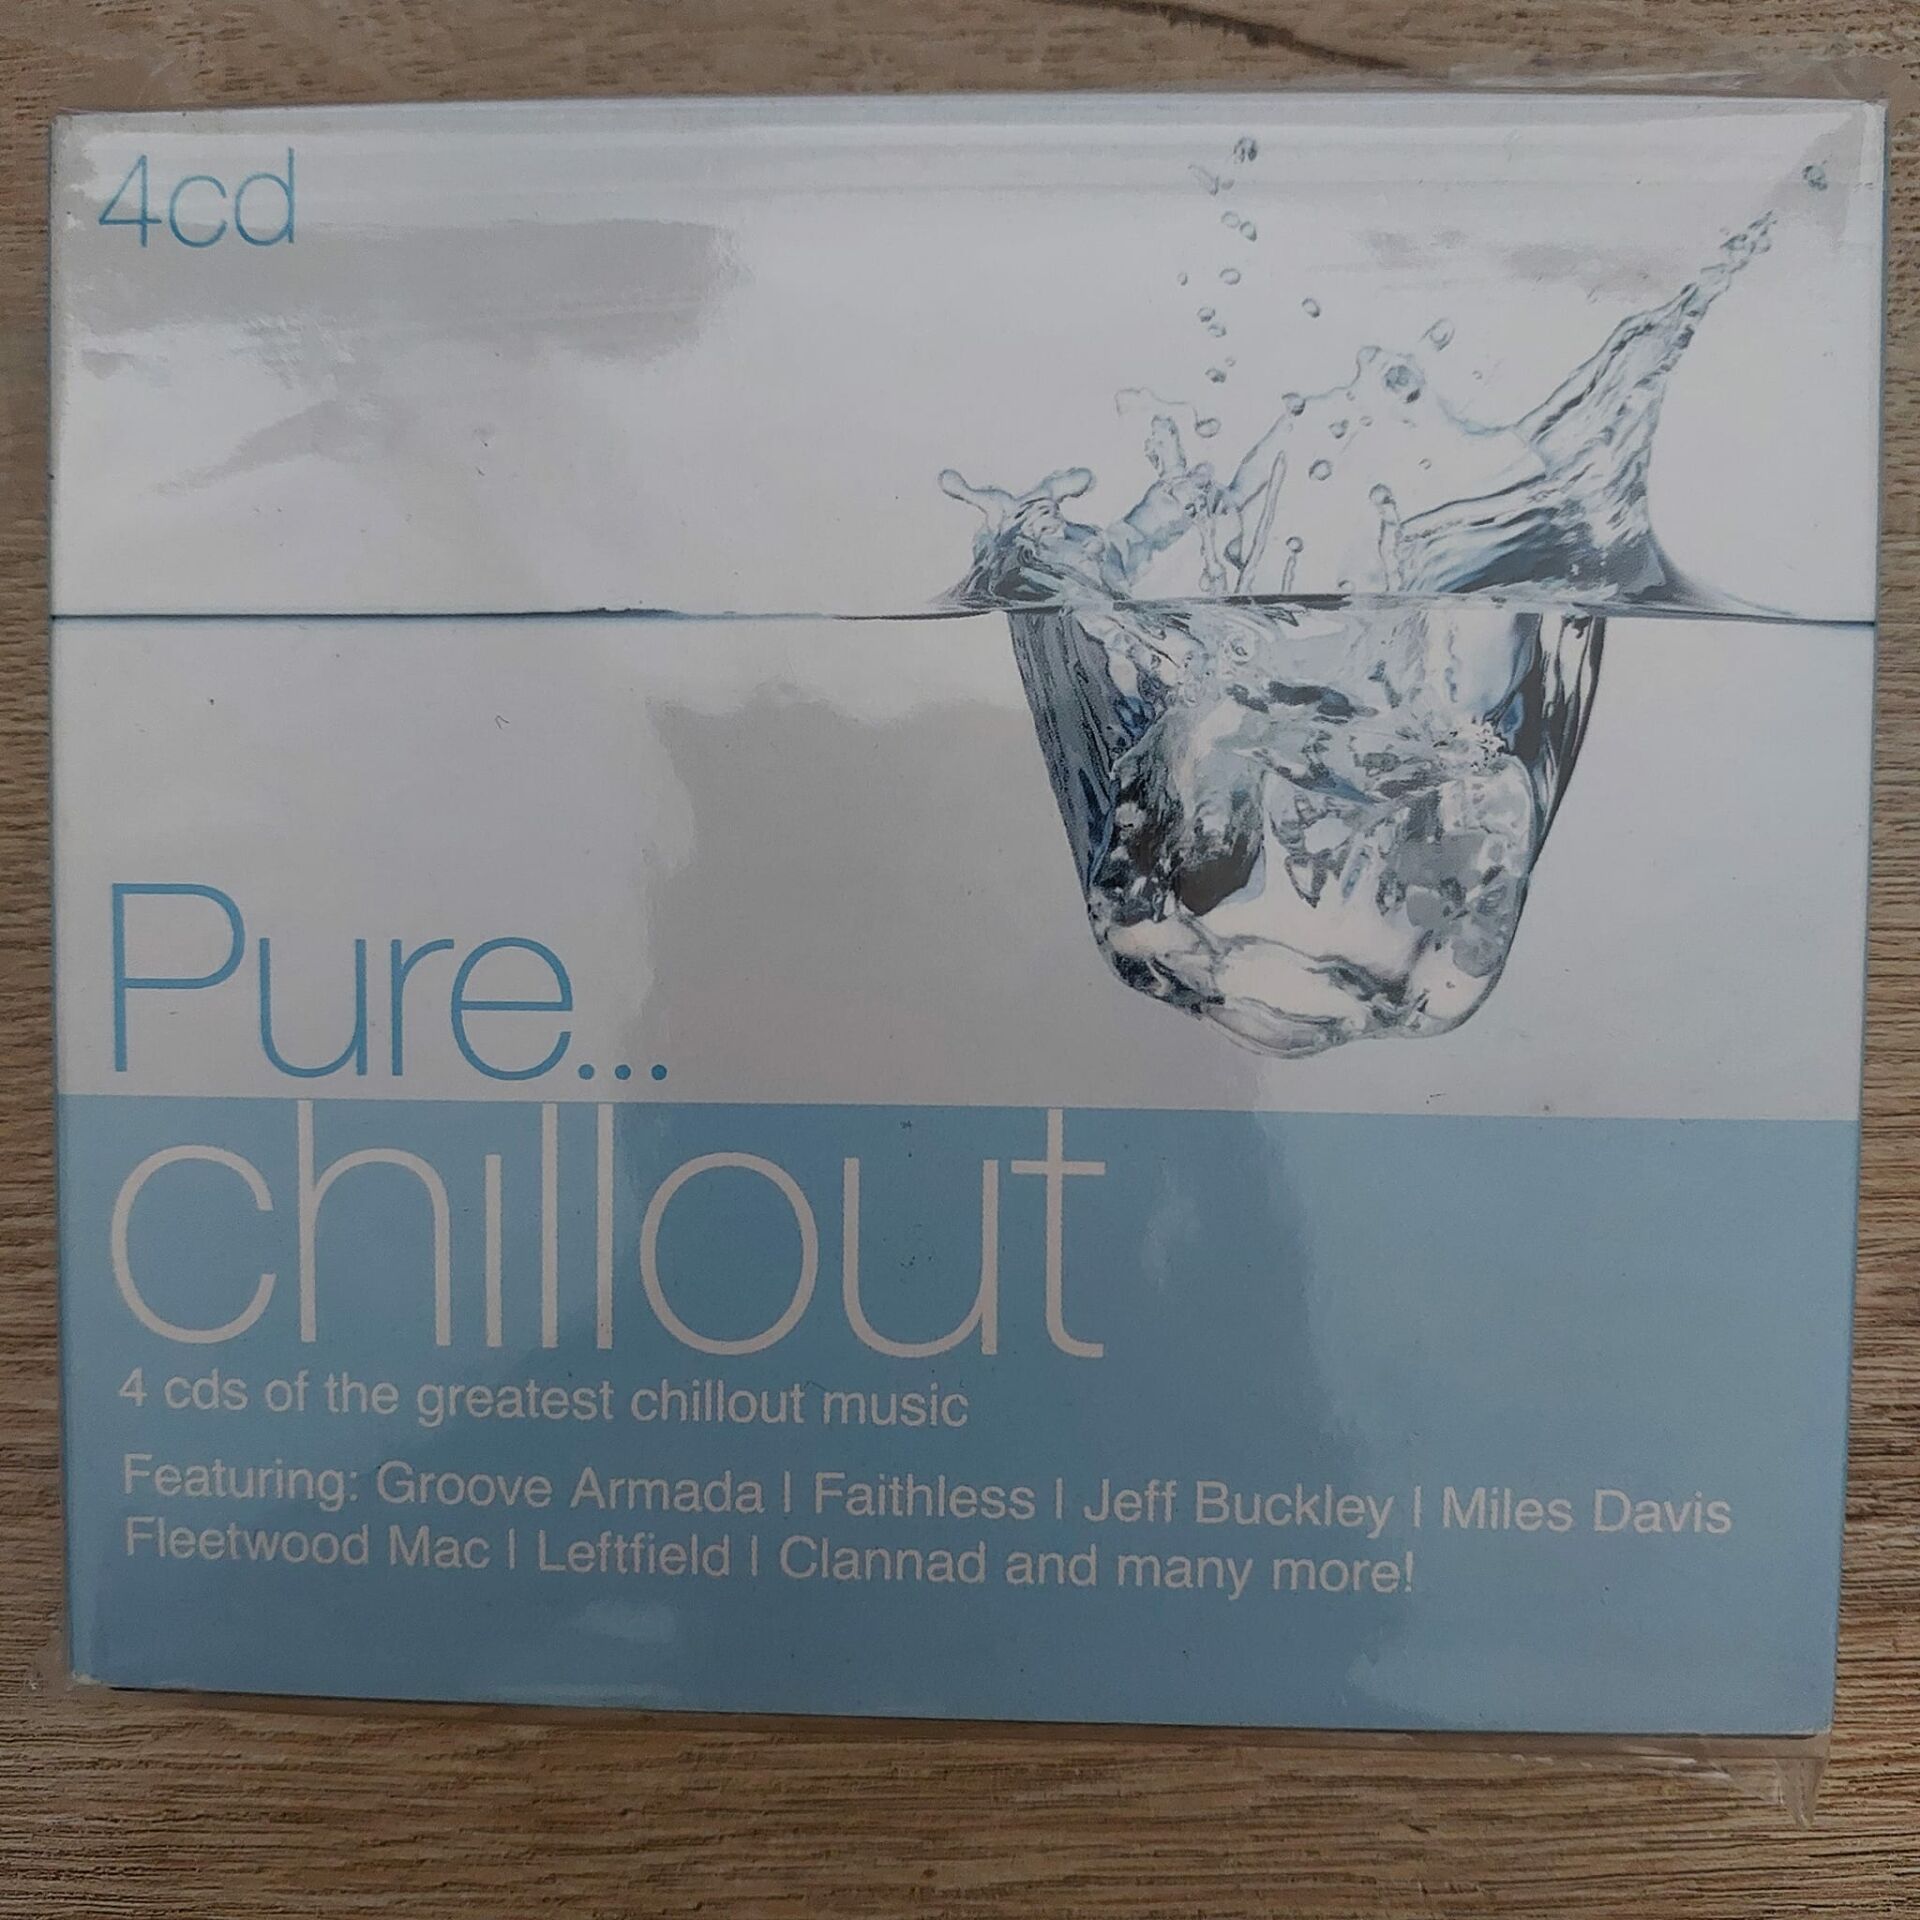 4cd
Pure...
chillout
4 cds of the greatest chillout music
Featuring: Groove Armada | Faithless | Jeff Buckley | Miles Davis
Fleetwood Mac | Leftfield | Clannad and many more!